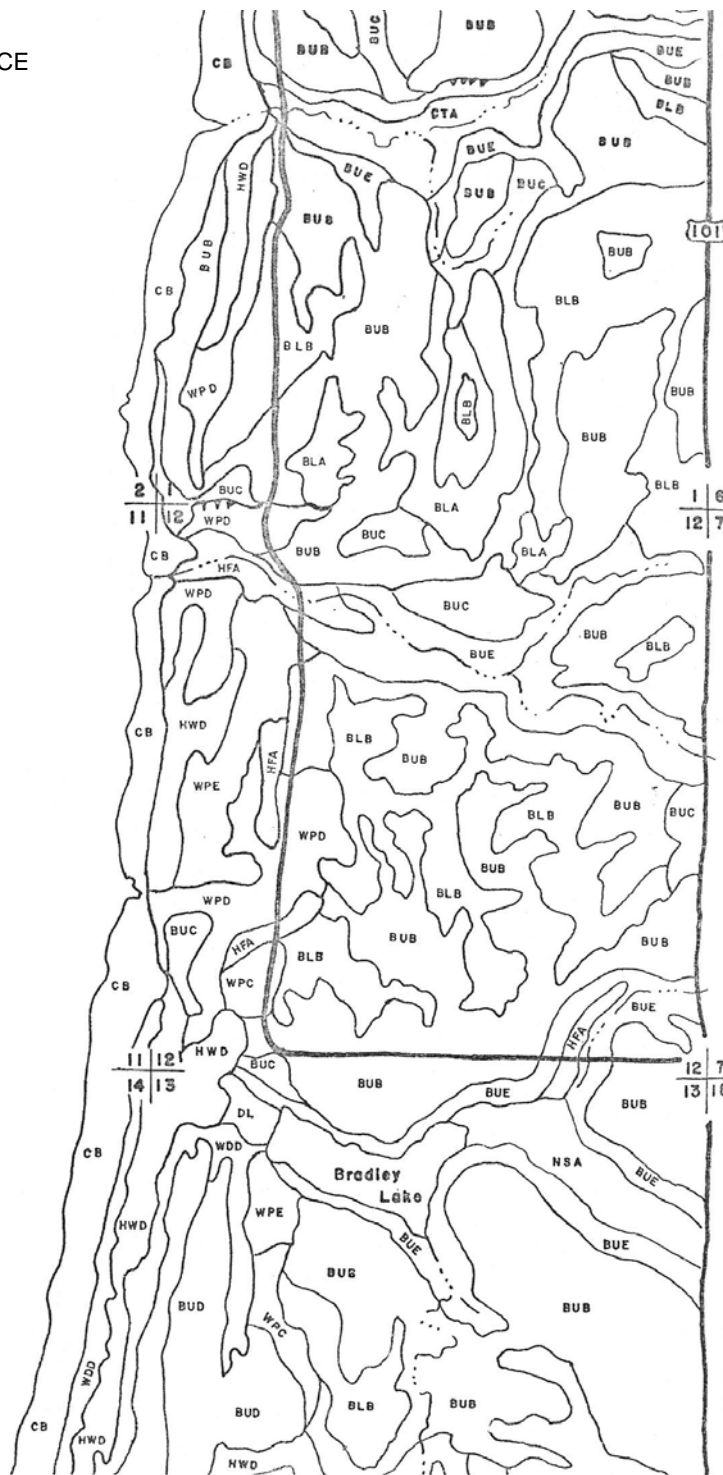 BUB
BUC
BUB
CE
CB
BUE
BUB
BLB
CTA
BUB
BUE
BUE
HWD
BUB
BUC
BUB
101
BUB
BUB
CB
BLB
BLB
BUB
BUB
WPD
BLB
BUB
BLA
BUC
BLB
2 1
11 12
WPD
BLA
1 6
12 7
BUC
BLA
CB
BUB
HFA
WPD
BUC
BUB
BLB
BUE
HWD
CB
BLB
BUB
HFA
WPE
BUB
BLB
BUC
WPD
BUB
BLB
WPD
BUC
BUB
BUB
HFA
BLB
CB
WPC
BUE
HFA
HWD
11 12
14 13
BUC
12 7
13 18
BUB
BUE
BUB
DL
WDD
CB
Bradley
Lake
NSA
BUE
WPE
HWD
BUE
BUE
BUB
BUD
BUB
WPC
WDD
BLB
BUB
BUD
CB
HWD
HWD